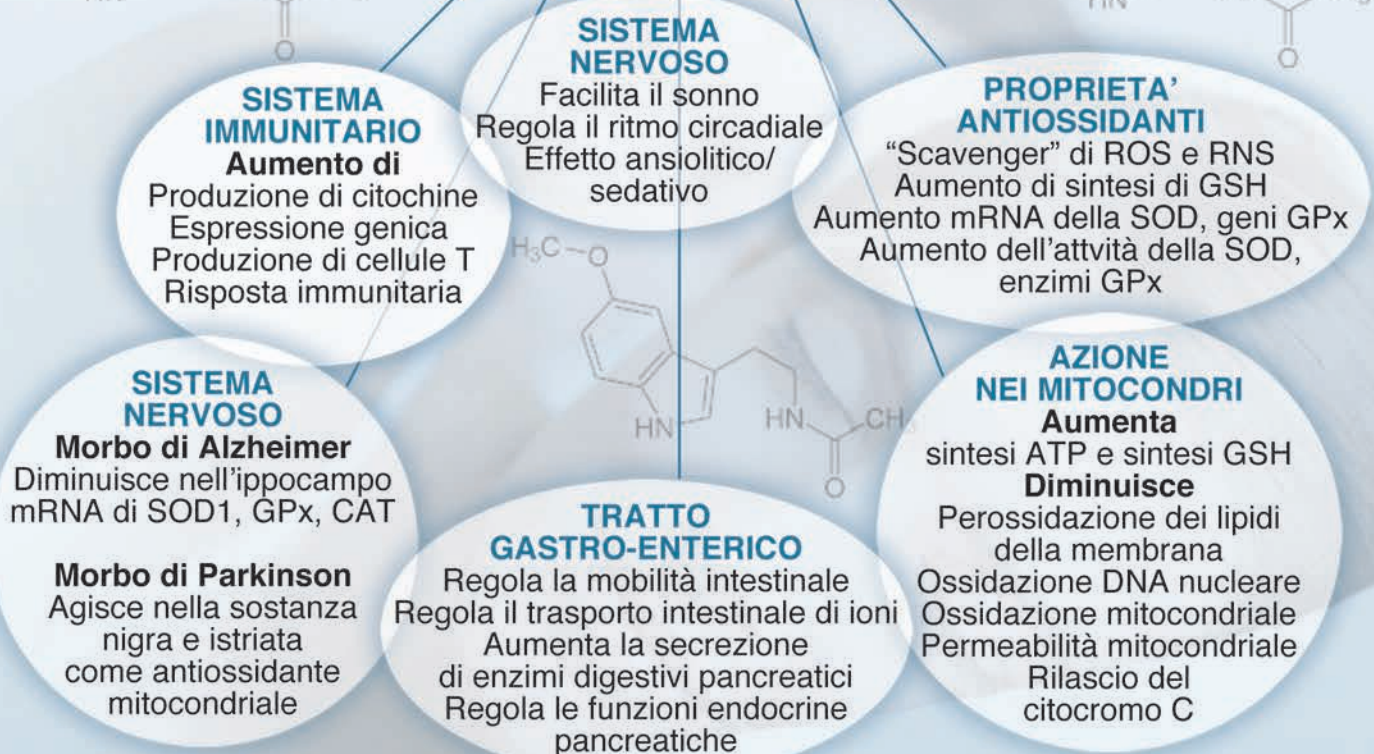 O
HN
O
SISTEMA
NERVOSO
Facilita il sonno
Regola il ritmo circadiale
Effetto ansiolitico/
sedativo
SISTEMA
IMMUNITARIO
Aumento di
Produzione di citochine
Espressione genica
Produzione di cellule T
Risposta immunitaria
PROPRIETA'
ANTIOSSIDANTI
“Scavenger” di ROS e RNS
Aumento di sintesi di GSH
Aumento mRNA della SOD, geni GPx
Aumento dell'attvità della SOD,
enzimi GPx
H₃C-O
HN
HN
CH₃
O
SISTEMA
NERVOSO
Morbo di Alzheimer
Diminuisce nell'ippocampo
mRNA di SOD1, GPx, CAT
Morbo di Parkinson
Agisce nella sostanza
nigra e istriata
come antiossidante
mitocondriale
TRATTO
GASTRO-ENTERICO
Regola la mobilità intestinale
Regola il trasporto intestinale di ioni
Aumenta la secrezione
di enzimi digestivi pancreatici
Regola le funzioni endocrine
pancreatiche
AZIONE
NEI MITOCONDRI
Aumenta
sintesi ATP e sintesi GSH
Diminuisce
Perossidazione dei lipidi
della membrana
Ossidazione DNA nucleare
Ossidazione mitocondriale
Permeabilità mitocondriale
Rilascio del
citocromo C